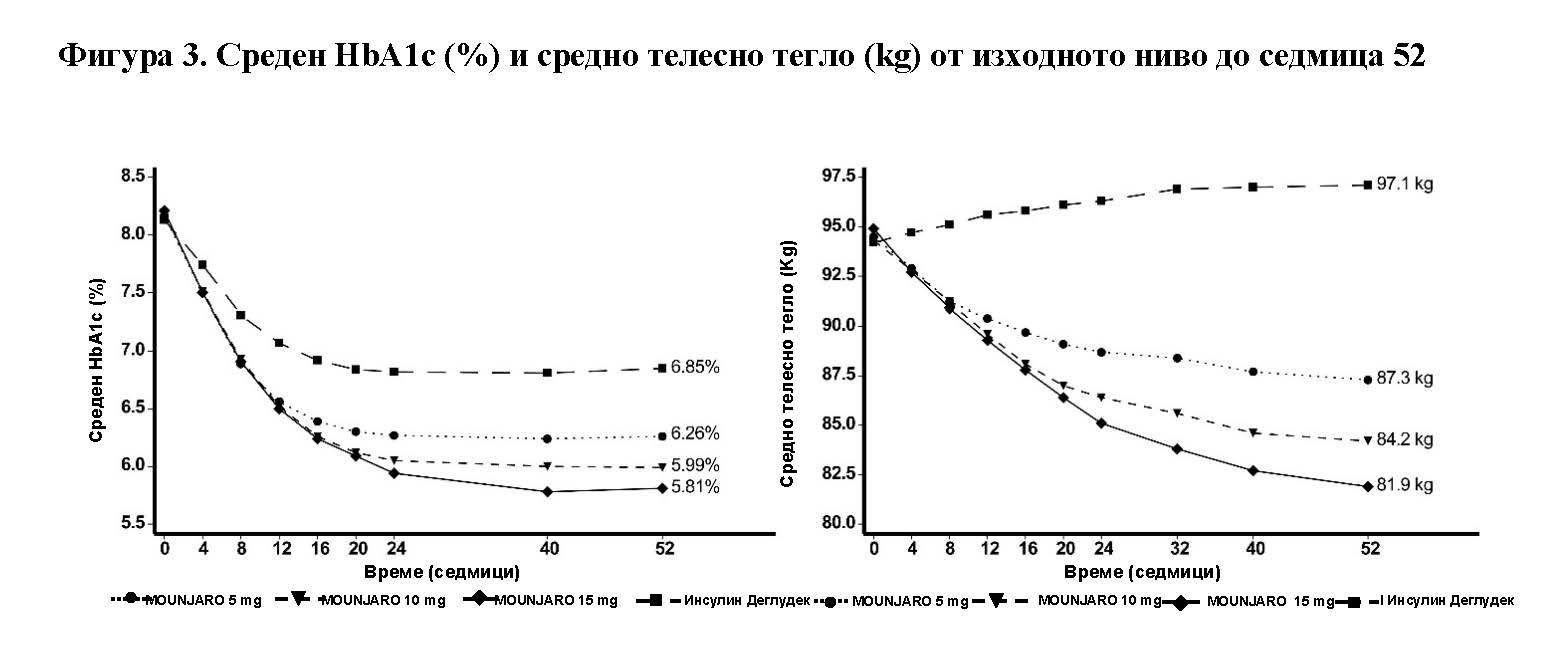 Фигура 3. Среден HbA1c (%) и средно телесно тегло (kg) от изходното ниво до седмица 52
Среден HbA1c (%)
8.5
8.0
7.5
7.0
6.5
6.0
5.5
6.85%
6.26%
5.99%
5.81%
0 4 8 12 16 20 24 40 52
Време (седмици)
MOUNJARO 5 mg MOUNJARO 10 mg MOUNJARO 15 mg Инсулин Деглудек
Средно телесно тегло (Kg)
97.5
95.0
92.5
90.0
87.5
85.0
82.5
80.0
97.1 kg
87.3 kg
84.2 kg
81.9 kg
0 4 8 12 16 20 24 32 40 52
Време (седмици)
MOUNJARO 5 mg MOUNJARO 10 mg MOUNJARO 15 mg I Инсулин Деглудек